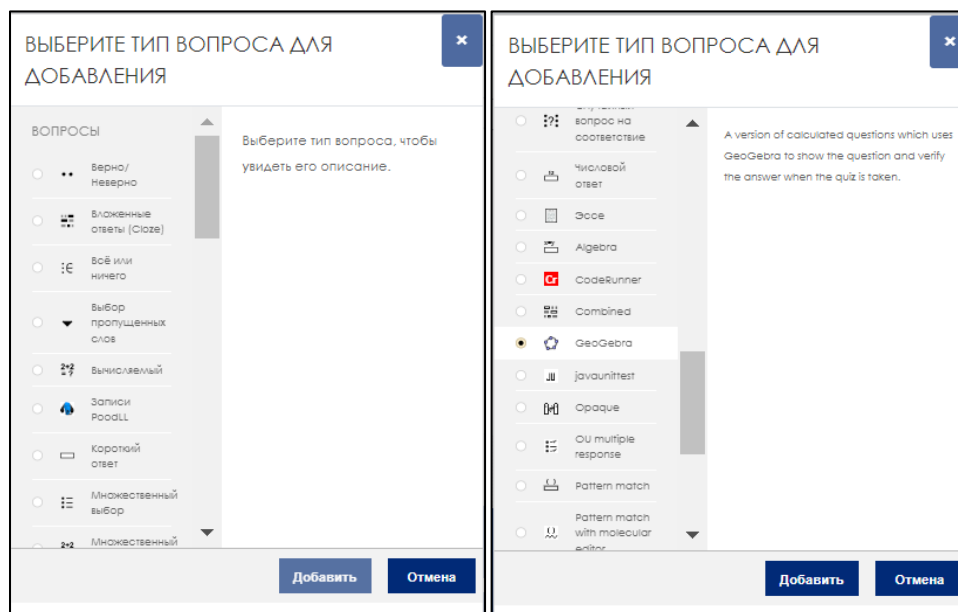 ВЫБЕРИТЕ ТИП ВОПРОСА ДЛЯ
ДОБАВЛЕНИЯ
ВОПРОСЫ
Верно/
Неверно
Вложенные
ответы (Cloze)
Всё или
ничего
Выбор
пропущенных
слов
Вычисляемый
Записи
PoodLL
Короткий
ответ
Множественный
выбор
Множественный
Выберите тип вопроса, чтобы
увидеть его описание.
Добавить
Отмена
ВЫБЕРИТЕ ТИП ВОПРОСА ДЛЯ
ДОБАВЛЕНИЯ
вопрос на
соответствие
Числовой
ответ
Эссе
Algebra
CodeRunner
Combined
GeoGebra
javaunittest
Opaque
OU multiple
response
Pattern match
Pattern match
with molecular
editor
A version of calculated questions which uses
GeoGebra to show the question and verify
the answer when the quiz is taken.
Добавить
Отмена